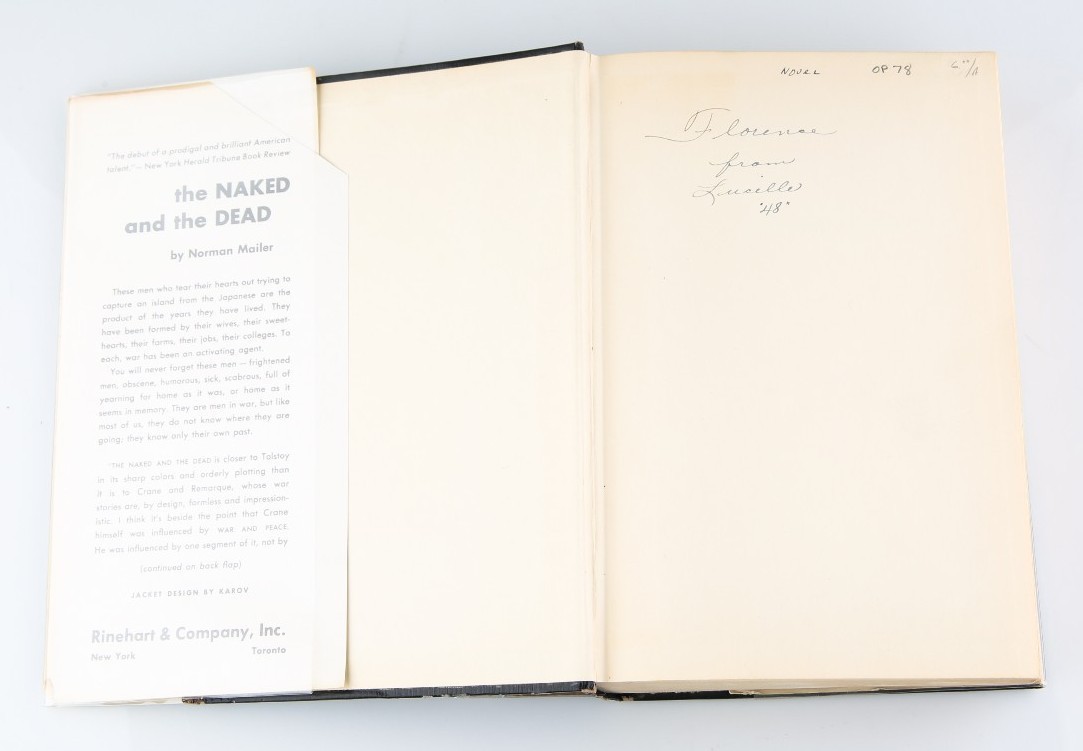 "The debut of a prodigal and brilliant American
talent." — New York Herald Tribune Book Review
the NAKED
and the DEAD
by Norman Mailer
These men who tear their hearts out trying to
capture an island from the Japanese are the
product of the years they have lived. They
have been formed by their wives, their sweet-
hearts, their farms, their jobs, their colleges. To
each, war has been an activating agent.
You will never forget these men — frightened
men, obscene, humorous, sick, scabrous, full of
yearning for home as it was, or home as it
seems in memory. They are men in war, but like
most of us, they do not know where they are
going; they know only their own past.
"THE NAKED AND THE DEAD is closer to Tolstoy
in its sharp colors and orderly plotting than
it is to Crane and Remarque, whose war
stories are, by design, formless and impression-
istic. I think it's beside the point that Crane
himself was influenced by WAR AND PEACE.
He was influenced by one segment of it, not by
(continued on back flap)
JACKET DESIGN BY KAROV
Rinehart & Company, Inc.
New York Toronto
NOVEL OP 78
Florence
from
Lucille
"48"